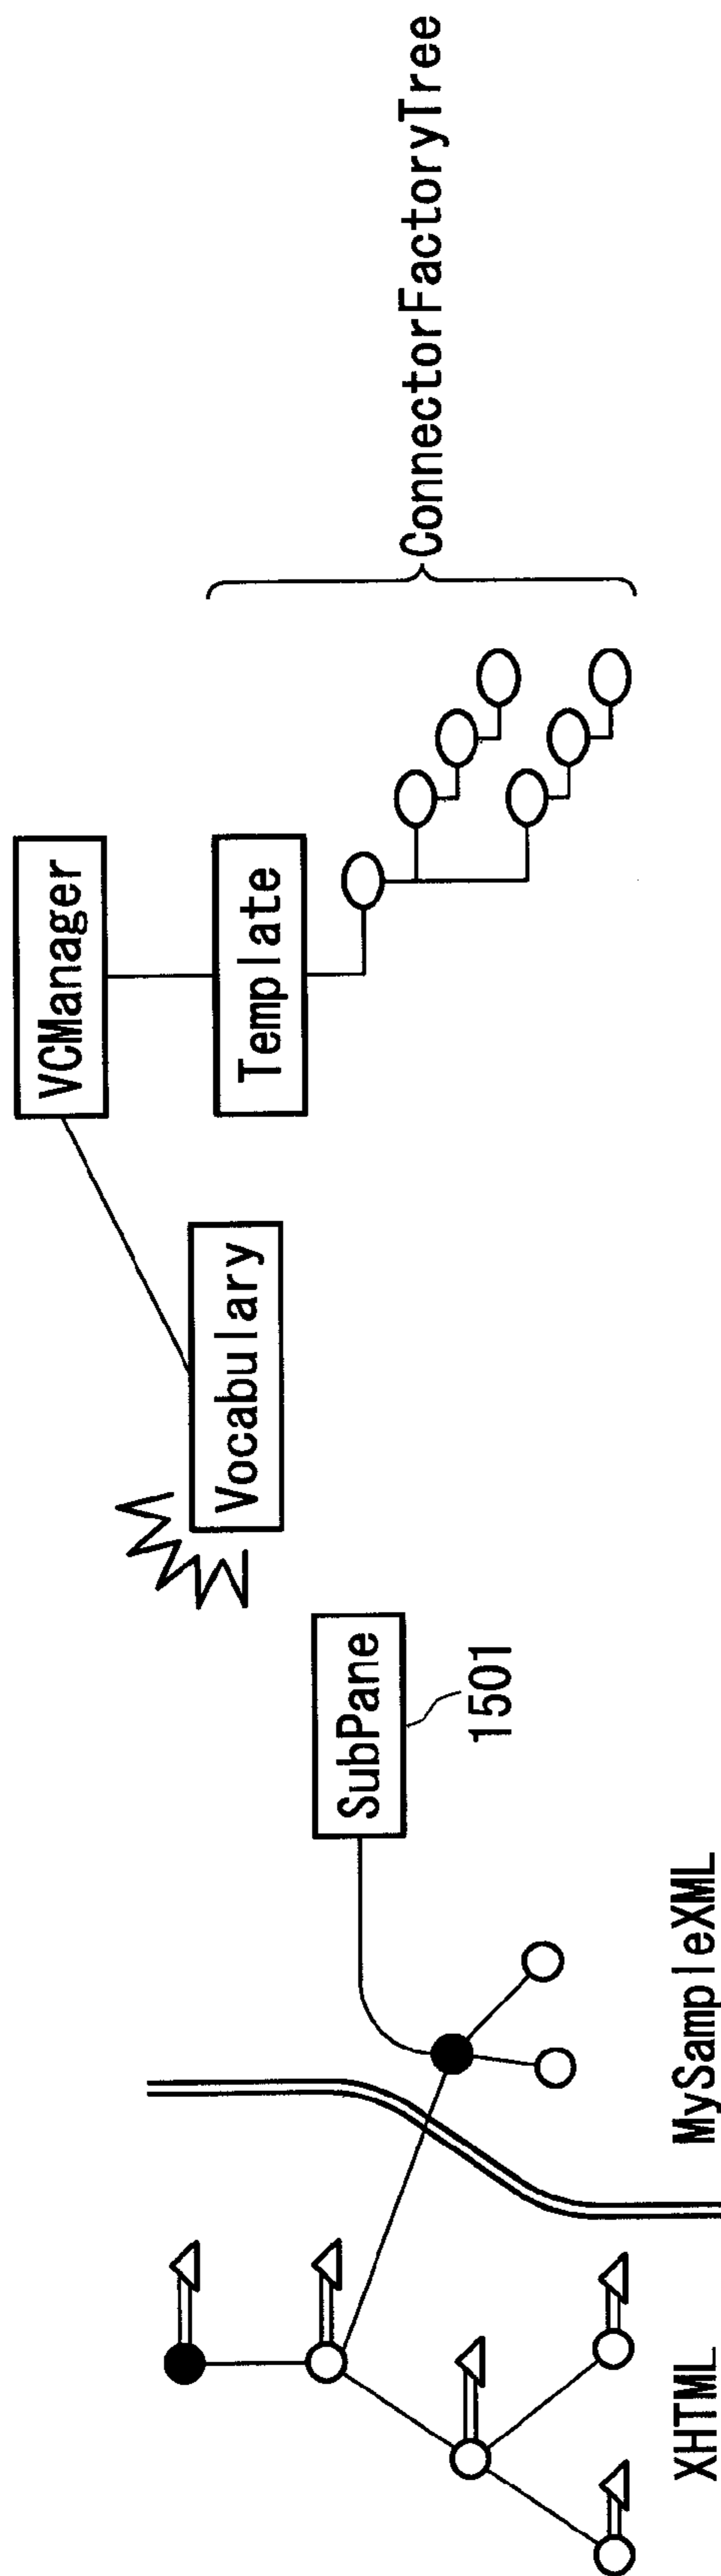 VCManager
Vocabulary
Template
ConnectorFactoryTree
SubPane
1501
XHTML
MySampleXML